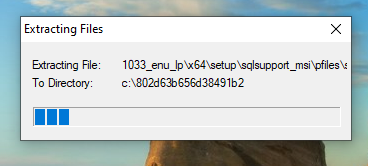 Extracting Files
Extracting File: 1033_enu_lp\x64\setup\sqlsupport_msi\pfiles\s
To Directory: c:\802d63b656d38491b2